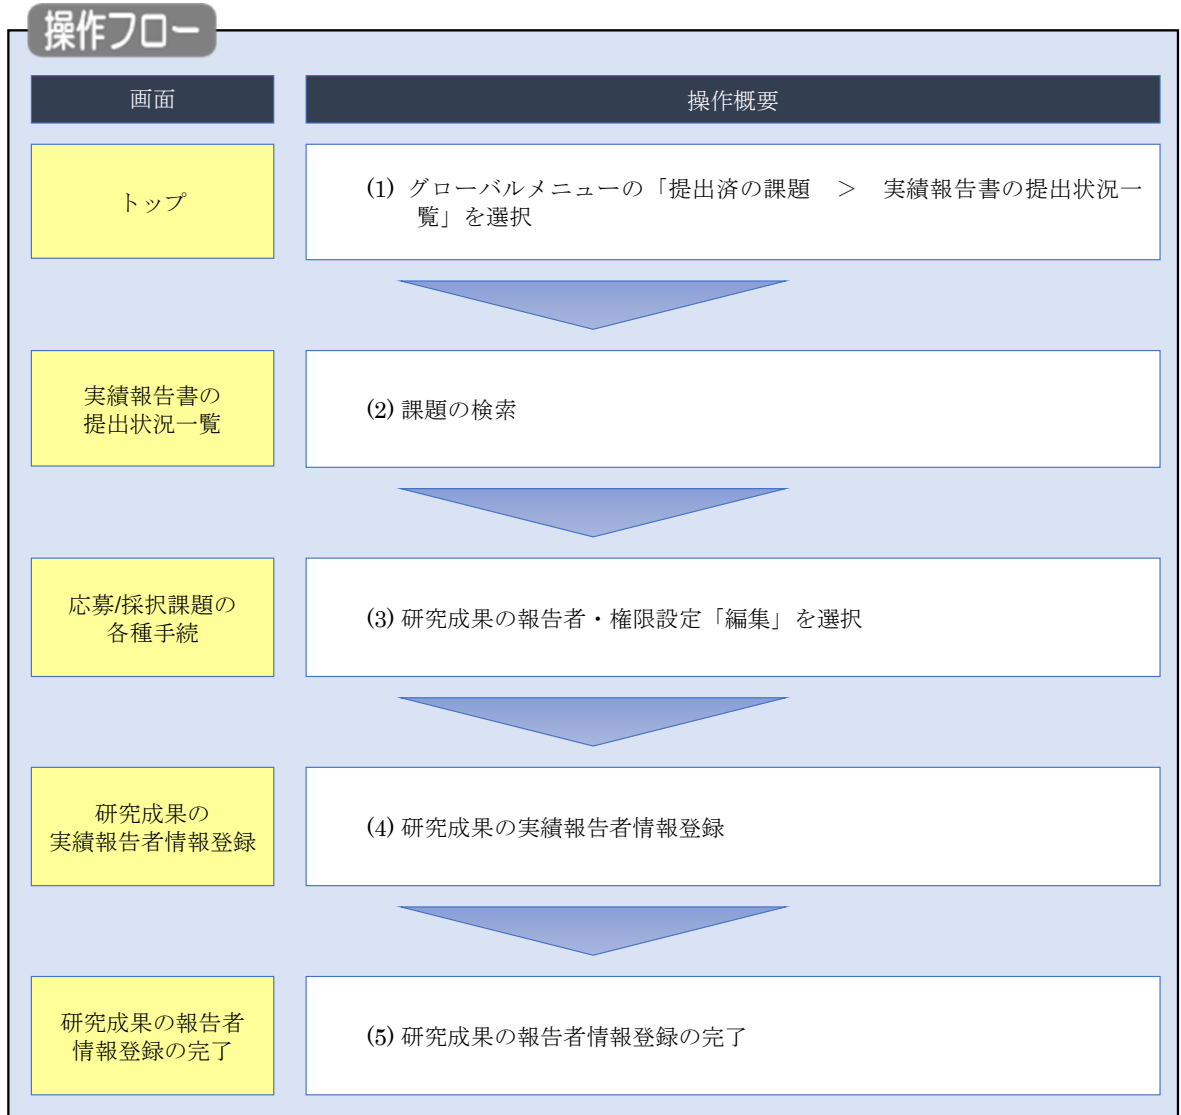 操作フロー
画面
操作概要
トップ
(1) グローバルメニューの「提出済の課題　＞　実績報告書の提出状況一
覧」を選択
実績報告書の
提出状況一覧
(2) 課題の検索
応募/採択課題の
各種手続
(3) 研究成果の報告者・権限設定「編集」を選択
研究成果の
実績報告者情報登録
(4) 研究成果の実績報告者情報登録
研究成果の報告者
情報登録の完了
(5) 研究成果の報告者情報登録の完了